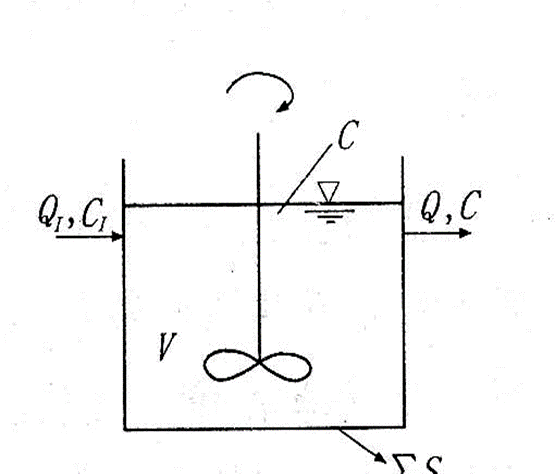 C
Q_I, C_I
Q, C
V
ΣS